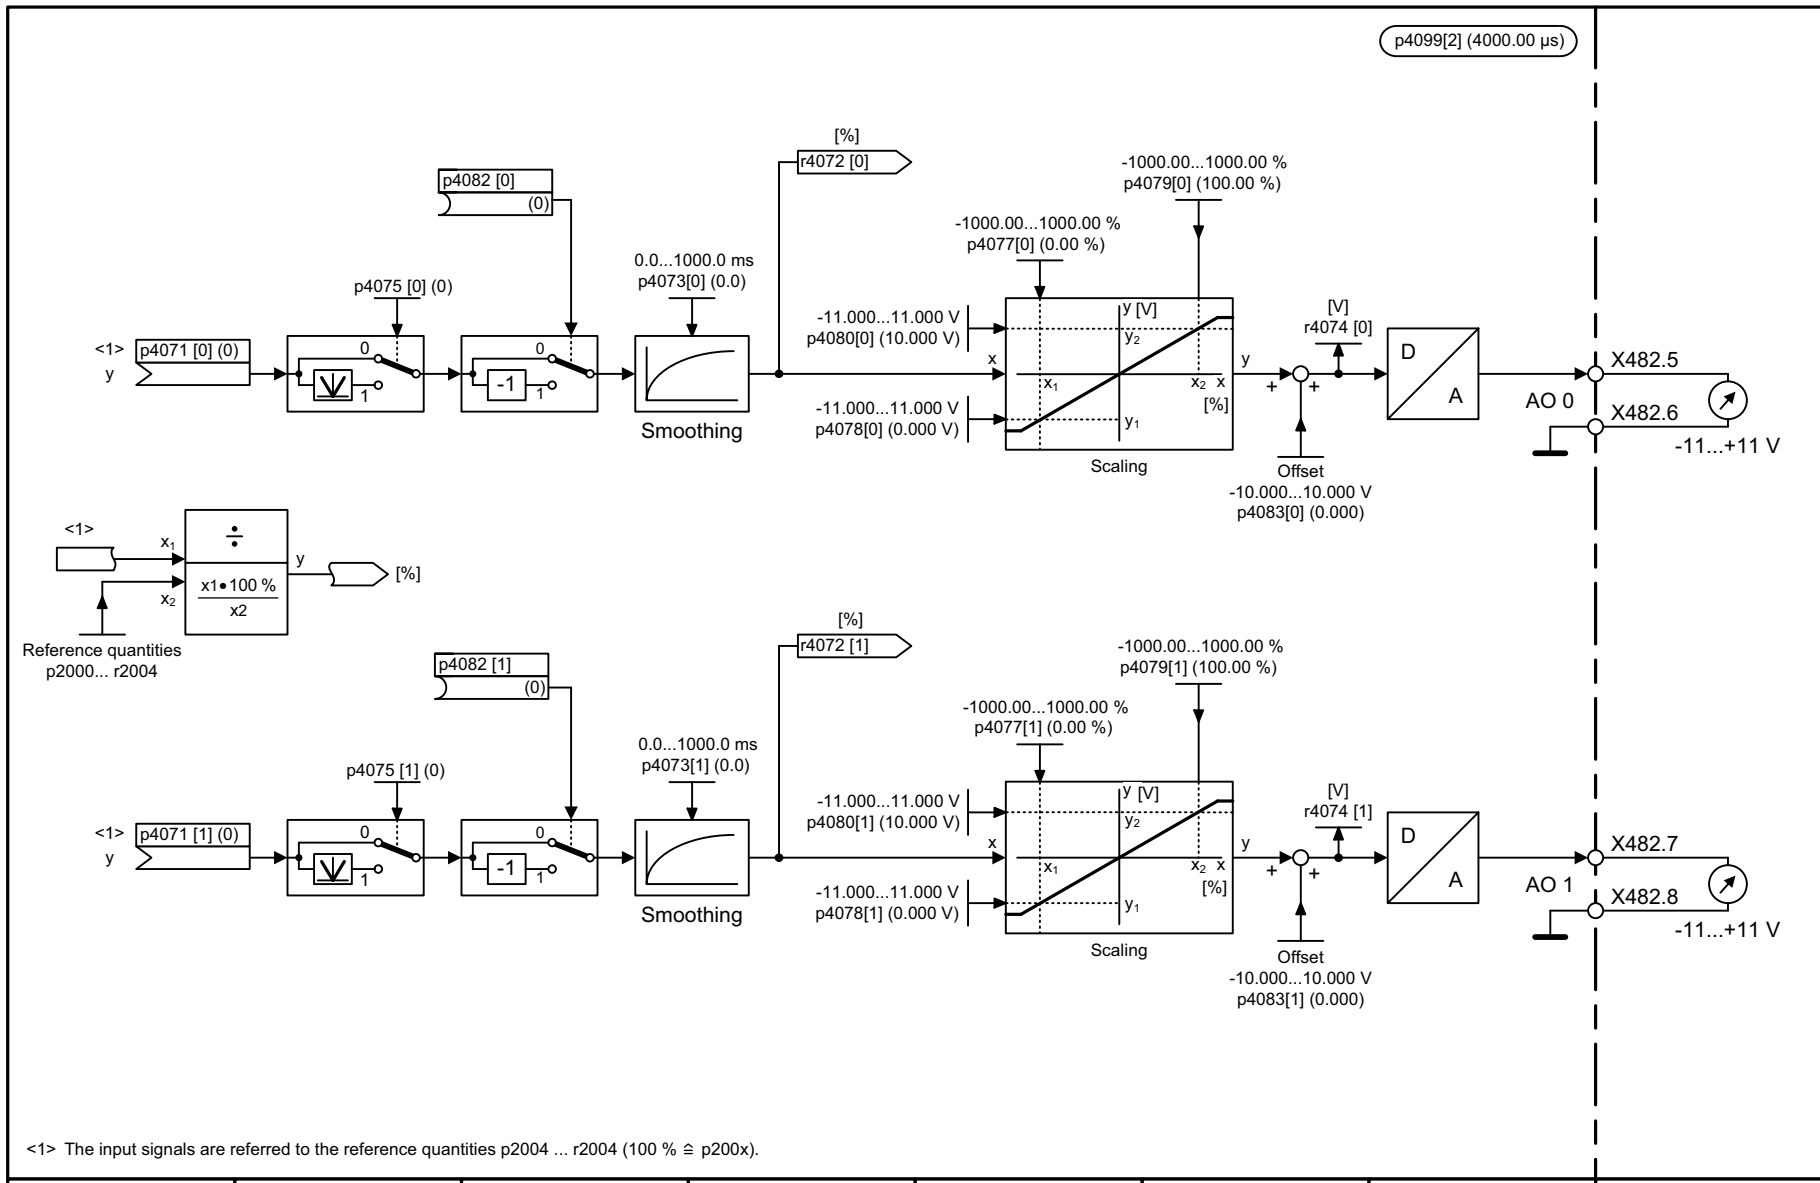 p4099[2] (4000.00 µs)
[%]
r4072 [0]
-1000.00...1000.00 %
p4079[0] (100.00 %)
p4082 [0]
(0)
-1000.00...1000.00 %
p4077[0] (0.00 %)
0.0...1000.0 ms
p4073[0] (0.0)
p4075 [0] (0)
-11.000...11.000 V
p4080[0] (10.000 V)
y [V]
y2
[V]
r4074 [0]
<1>
p4071 [0] (0)
y
0
1
0
-1
1
x
x1
x2
x
[%]
y
+
+
D
A
X482.5
AO 0
X482.6
-11...+11 V
-11.000...11.000 V
p4078[0] (0.000 V)
y1
Smoothing
Scaling
Offset
-10.000...10.000 V
p4083[0] (0.000)
<1>
x1
÷
y
[%]
x1•100 %
x2
x2
Reference quantities
p2000... r2004
[%]
r4072 [1]
-1000.00...1000.00 %
p4079[1] (100.00 %)
p4082 [1]
(0)
-1000.00...1000.00 %
p4077[1] (0.00 %)
0.0...1000.0 ms
p4073[1] (0.0)
p4075 [1] (0)
-11.000...11.000 V
p4080[1] (10.000 V)
y [V]
y2
[V]
r4074 [1]
<1>
p4071 [1] (0)
y
0
1
0
-1
1
x
x1
x2
x
[%]
y
+
+
D
A
X482.7
AO 1
X482.8
-11...+11 V
-11.000...11.000 V
p4078[1] (0.000 V)
y1
Smoothing
Scaling
Offset
-10.000...10.000 V
p4083[1] (0.000)
<1> The input signals are referred to the reference quantities p2004 ... r2004 (100 % ≙ p200x).